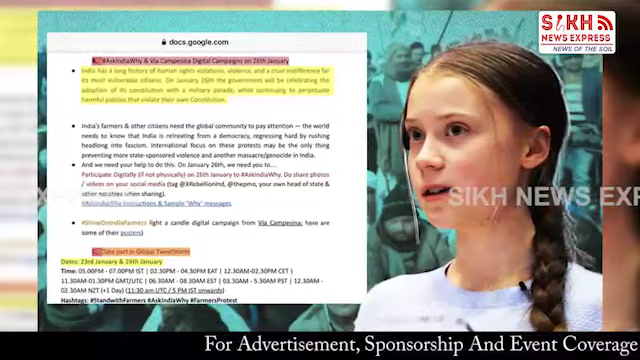 SIKH
NEWS EXPRESS
NEWS OF THE SOIL
docs.google.com
#AskIndiaWhy & Via Campesina Digital Campaigns on 26th January
India has a long history of human rights violations, violence, and a cruel indifference for
its most vulnerable citizens. On January 26th the government will be celebrating the
adoption of its constitution with a military parade, while continuing to perpetuate
harmful policies that violate their own Constitution.
• India's farmers & other citizens need the global community to pay attention — the world
needs to know that India is retreating from a democracy, regressing hard by rushing
headlong into fascism. International focus on these protests may be the only thing
preventing more state-sponsored violence and another massacre/genocide in India.
• And we need your help to do this. On January 26th, we need you to...
Participate Digitally (if not physically) on 26th January to #AskIndiaWhy. Do share photos
/ videos on your social media (tag @XRebellionInd, @thepmo, your own head of state &
other notables when sharing).
#AskIndiaWhy Instructions & Sample 'Why' messages
• #ShineOnIndiaFarmers light a candle digital campaign from Via Campesina; here are
some of their posters)
Take part in Global TweetStorm
Dates: 23rd January & 26th January
Time: 05.00PM - 07.00PM IST | 02.30PM - 04.30PM EAT | 12.30AM-02.30PM CET |
11.30AM-01.30PM GMT/UTC | 06.30AM - 08.30AM EST | 03.30AM - 5.30AM PST | 12.30AM -
02.30AM NZT (+1 Day) (11:30 am UTC / 5 PM IST onwards)
Hashtags: #StandwithFarmers #AskIndiaWhy #FarmersProtest
SIKH NEWS EXP
RESS
For Advertisement, Sponsorship And Event Coverage